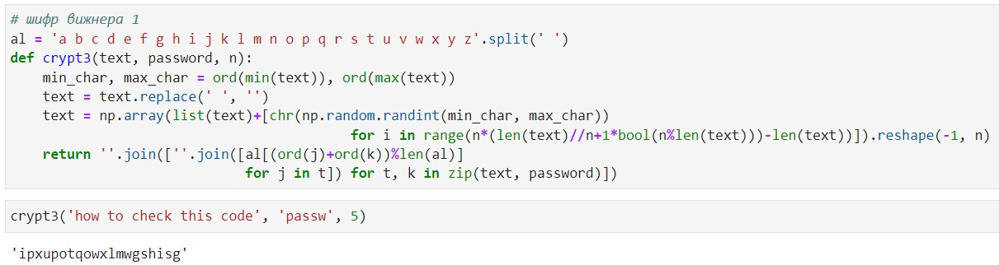 # шифр вижнера 1
al = 'a b c d e f g h i j k l m n o p q r s t u v w x y z'.split(' ')
def crypt3(text, password, n):
    min_char, max_char = ord(min(text)), ord(max(text))
    text = text.replace(' ', '')
    text = np.array(list(text)+[chr(np.random.randint(min_char, max_char))
                                for i in range(n*(len(text)//n+1*bool(n%len(text)))-len(text))]).reshape(-1, n)
    return ''.join([''.join([al[(ord(j)+ord(k))%len(al)]
                            for j in t]) for t, k in zip(text, password)])
crypt3('how to check this code', 'passw', 5)
'ipxupotqowxlmwgshisg'